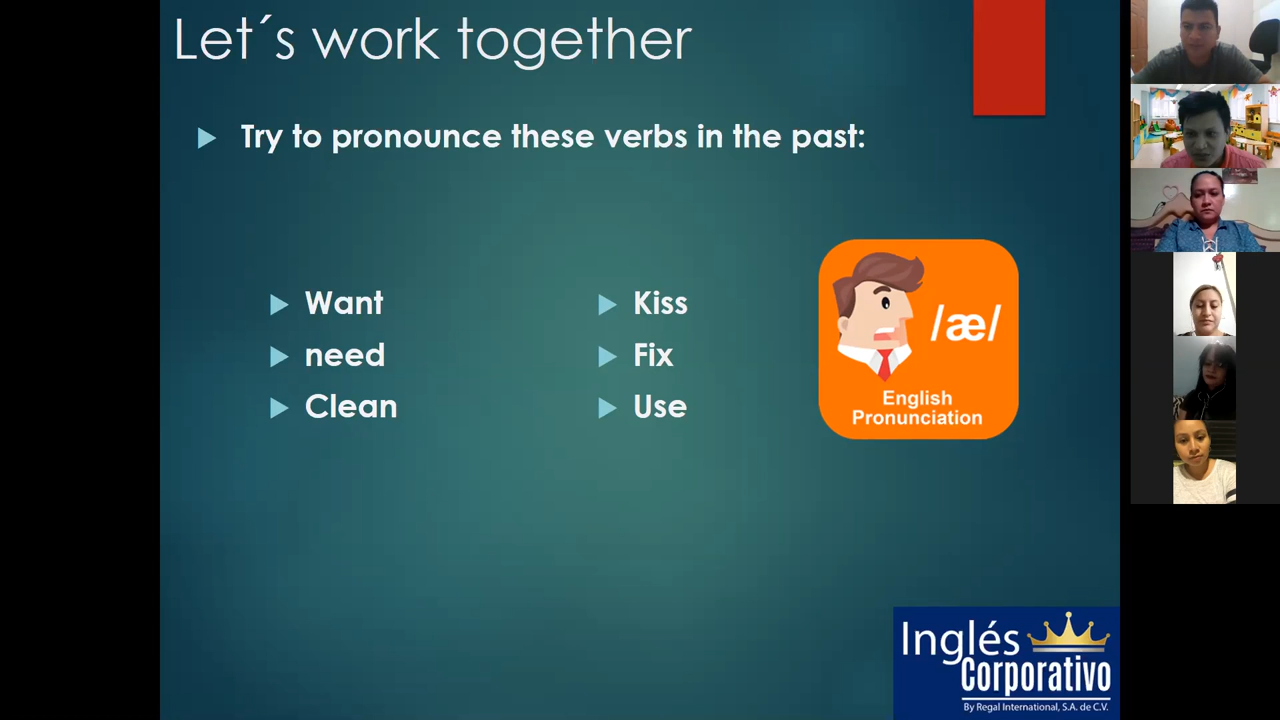 Let´s work together
Try to pronounce these verbs in the past:
Want
need
Clean
Kiss
Fix
Use
/æ/
English
Pronunciation
Inglés
Corporativo
By Regal International, S.A. de C.V.